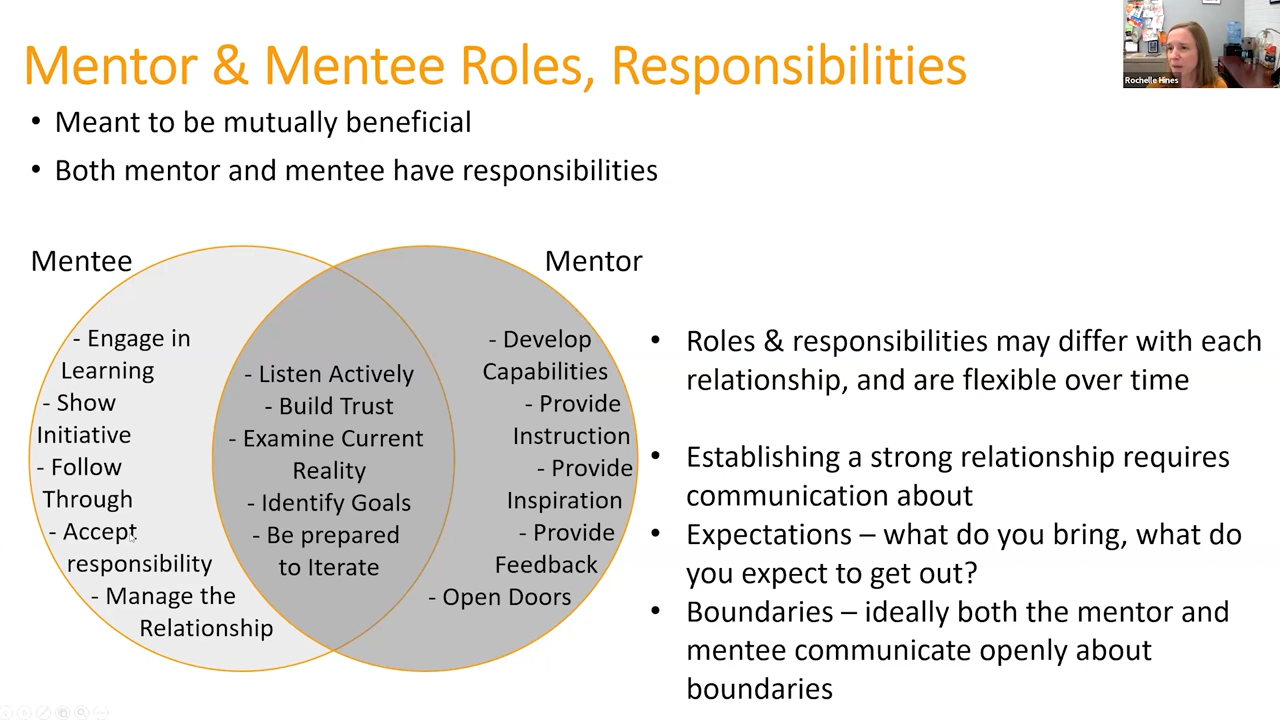 Mentor & Mentee Roles, Responsibilities
Rochelle Hines
• Meant to be mutually beneficial
• Both mentor and mentee have responsibilities
Mentee
- Engage in
Learning
- Show
Initiative
- Follow
Through
- Accept
responsibility
- Manage the
Relationship
- Listen Actively
- Build Trust
- Examine Current
Reality
- Identify Goals
- Be prepared
to Iterate
Mentor
- Develop
Capabilities
- Provide
Instruction
- Provide
Inspiration
- Provide
Feedback
- Open Doors
• Roles & responsibilities may differ with each
relationship, and are flexible over time
• Establishing a strong relationship requires
communication about
• Expectations – what do you bring, what do
you expect to get out?
• Boundaries – ideally both the mentor and
mentee communicate openly about
boundaries